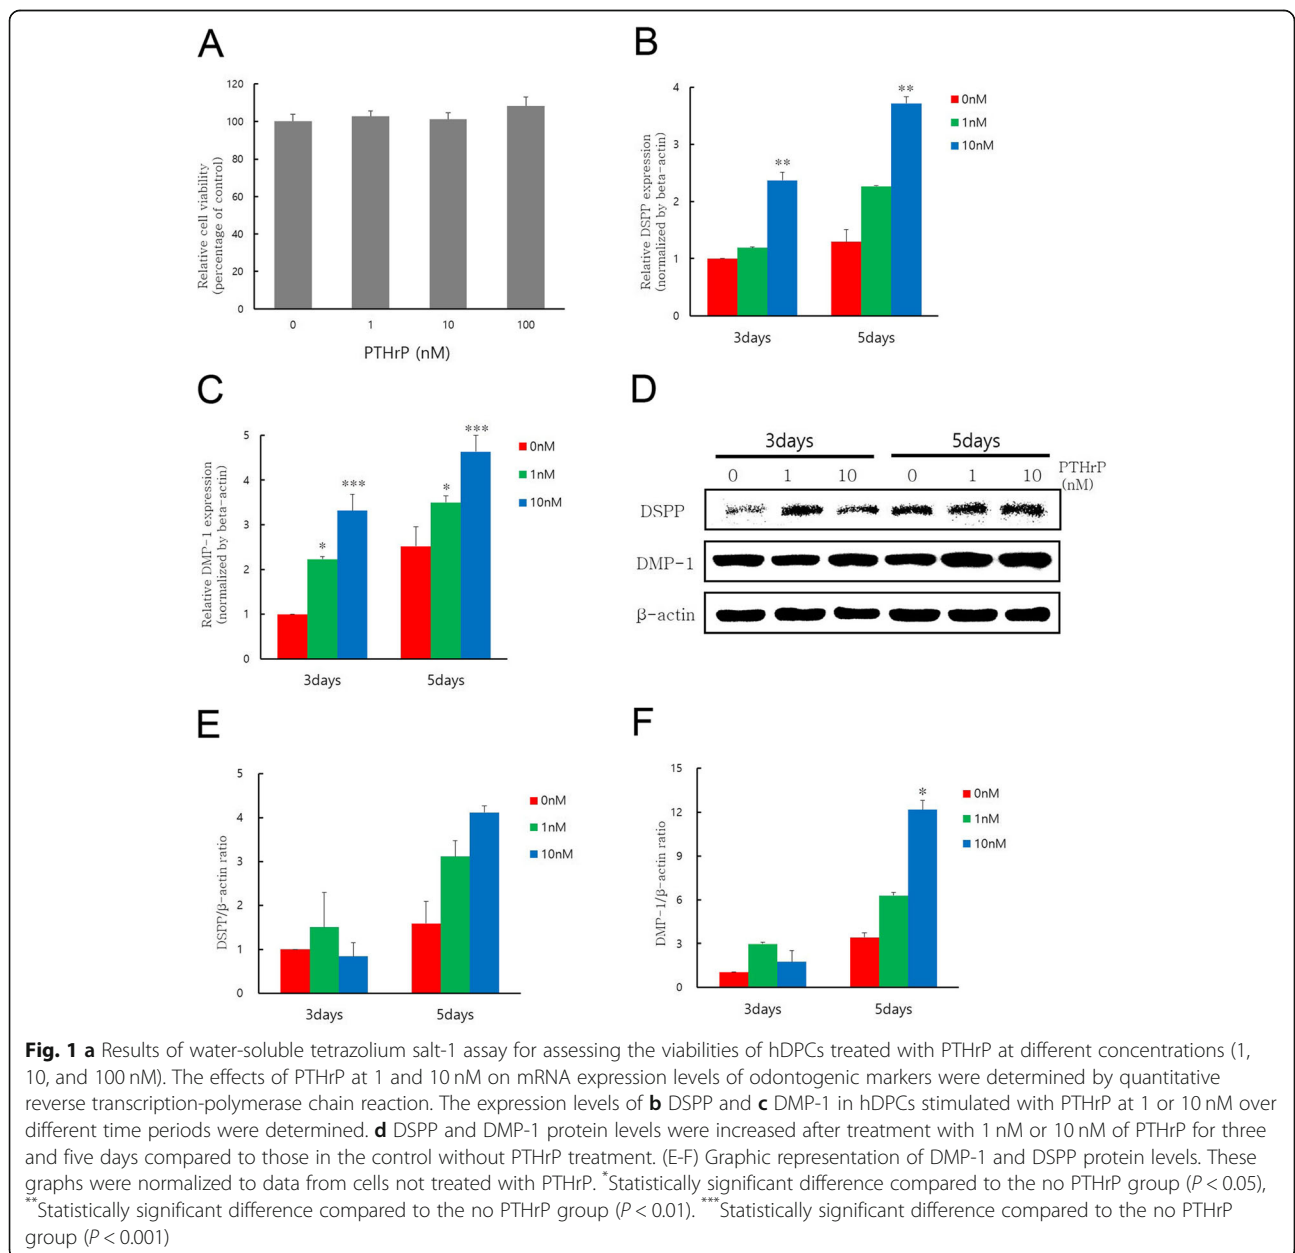 A
Relative cell viability
(percentage of control)
120
100
80
60
40
20
0
0 1 10 100
PTHrP (nM)
B
Relative DSPP expression
(normalized by beta-actin)
4
3
2
1
0
**
**
0nM
1nM
10nM
3days 5days
C
Relative DMP-1 expression
(normalized by beta-actin)
5
4
3
2
1
0
*
***
*
***
0nM
1nM
10nM
3days 5days
D
3days 5days
0 1 10 0 1 10 PTHrP
(nM)
DSPP
DMP-1
β-actin
E
DSPP/β-actin ratio
5
4
3
2
1
0
0nM
1nM
10nM
3days 5days
F
DMP-1/β-actin ratio
15
12
9
6
3
0
*
0nM
1nM
10nM
3days 5days
Fig. 1 a Results of water-soluble tetrazolium salt-1 assay for assessing the viabilities of hDPCs treated with PTHrP at different concentrations (1,
10, and 100 nM). The effects of PTHrP at 1 and 10 nM on mRNA expression levels of odontogenic markers were determined by quantitative
reverse transcription-polymerase chain reaction. The expression levels of b DSPP and c DMP-1 in hDPCs stimulated with PTHrP at 1 or 10 nM over
different time periods were determined. d DSPP and DMP-1 protein levels were increased after treatment with 1 nM or 10 nM of PTHrP for three
and five days compared to those in the control without PTHrP treatment. (E-F) Graphic representation of DMP-1 and DSPP protein levels. These
graphs were normalized to data from cells not treated with PTHrP. *Statistically significant difference compared to the no PTHrP group (P < 0.05),
**Statistically significant difference compared to the no PTHrP group (P < 0.01). ***Statistically significant difference compared to the no PTHrP
group (P < 0.001)